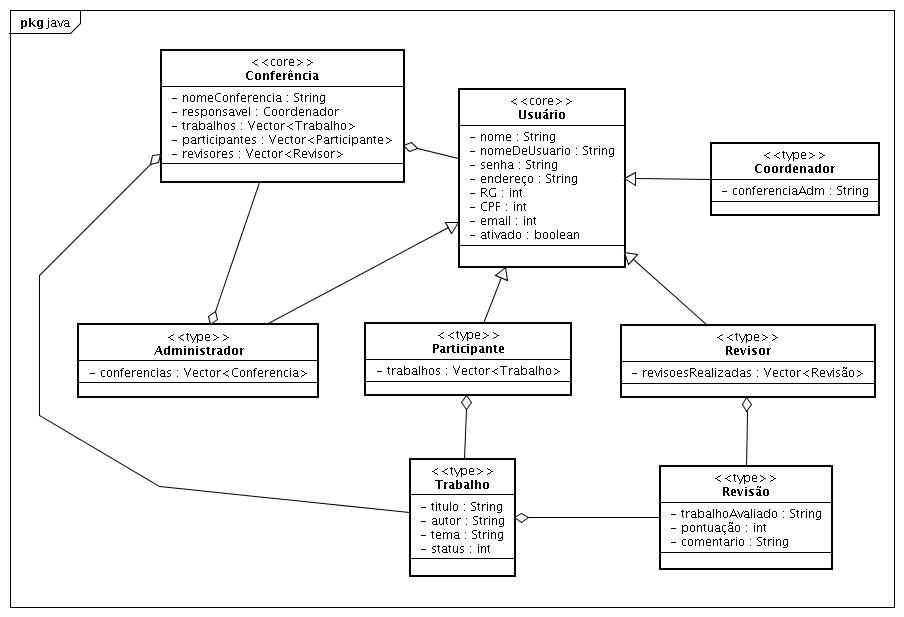 pkg java
<<core>>
Conferência
- nomeConferencia : String
- responsavel : Coordenador
- trabalhos : Vector<Trabalho>
- participantes : Vector<Participante>
- revisores : Vector<Revisor>
<<core>>
Usuário
- nome : String
- nomeDeUsuario : String
- senha : String
- endereço : String
- RG : int
- CPF : int
- email : int
- ativado : boolean
<<type>>
Coordenador
- conferenciaAdm : String
<<type>>
Administrador
- conferencias : Vector<Conferencia>
<<type>>
Participante
- trabalhos : Vector<Trabalho>
<<type>>
Revisor
- revisoesRealizadas : Vector<Revisão>
<<type>>
Trabalho
- titulo : String
- autor : String
- tema : String
- status : int
<<type>>
Revisão
- trabalhoAvaliado : String
- pontuação : int
- comentario : String